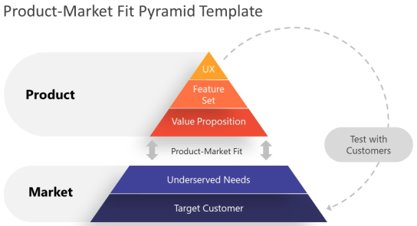 Product-Market Fit Pyramid Template
UX
Feature
Set
Value Proposition
Product
Product-Market Fit
Test with
Customers
Underserved Needs
Market
Target Customer